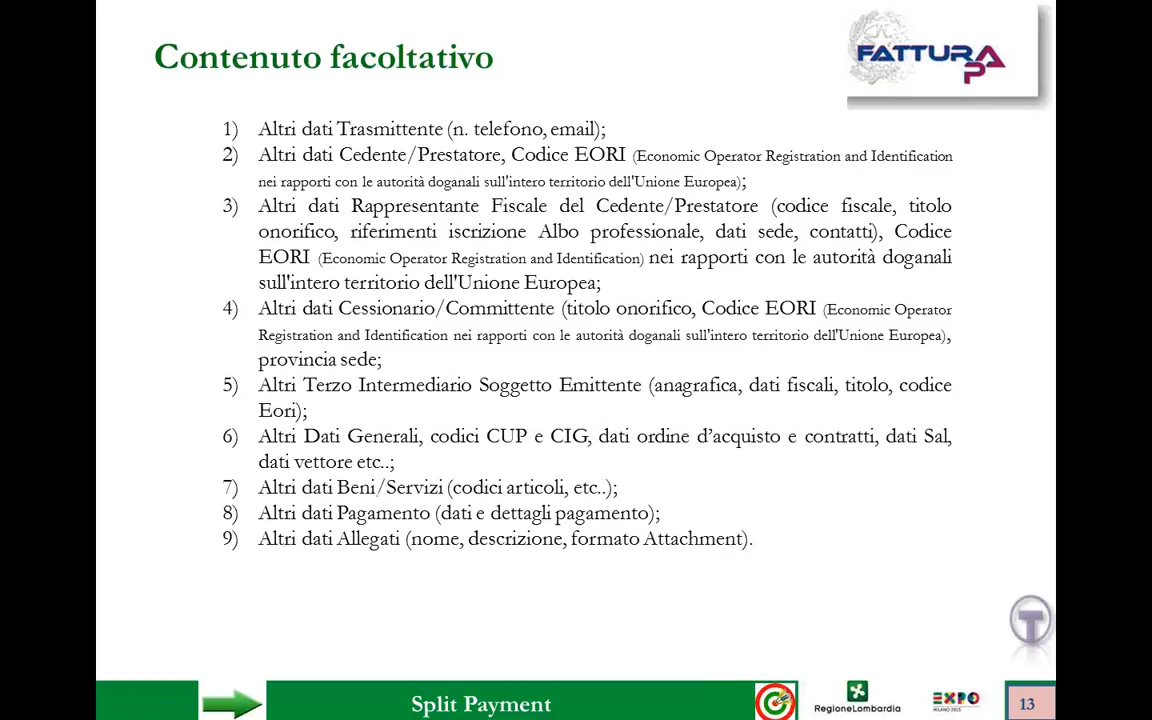 Contenuto facoltativo
FATTURA
PA
1) Altri dati Trasmittente (n. telefono, email);
2) Altri dati Cedente/Prestatore, Codice EORI (Economic Operator Registration and Identification
nei rapporti con le autorità doganali sull'intero territorio dell'Unione Europea);
3) Altri dati Rappresentante Fiscale del Cedente/Prestatore (codice fiscale, titolo
onorifico, riferimenti iscrizione Albo professionale, dati sede, contatti), Codice
EORI (Economic Operator Registration and Identification) nei rapporti con le autorità doganali
sull'intero territorio dell'Unione Europea;
4) Altri dati Cessionario/Committente (titolo onorifico, Codice EORI (Economic Operator
Registration and Identification nei rapporti con le autorità doganali sull'intero territorio dell'Unione Europea),
provincia sede;
5) Altri Terzo Intermediario Soggetto Emittente (anagrafica, dati fiscali, titolo, codice
Eori);
6) Altri Dati Generali, codici CUP e CIG, dati ordine d’acquisto e contratti, dati Sal,
dati vettore etc..;
7) Altri dati Beni/Servizi (codici articoli, etc..);
8) Altri dati Pagamento (dati e dettagli pagamento);
9) Altri dati Allegati (nome, descrizione, formato Attachment).
T
Split Payment
RegioneLombardia
EXPO
MILANO 2015
13